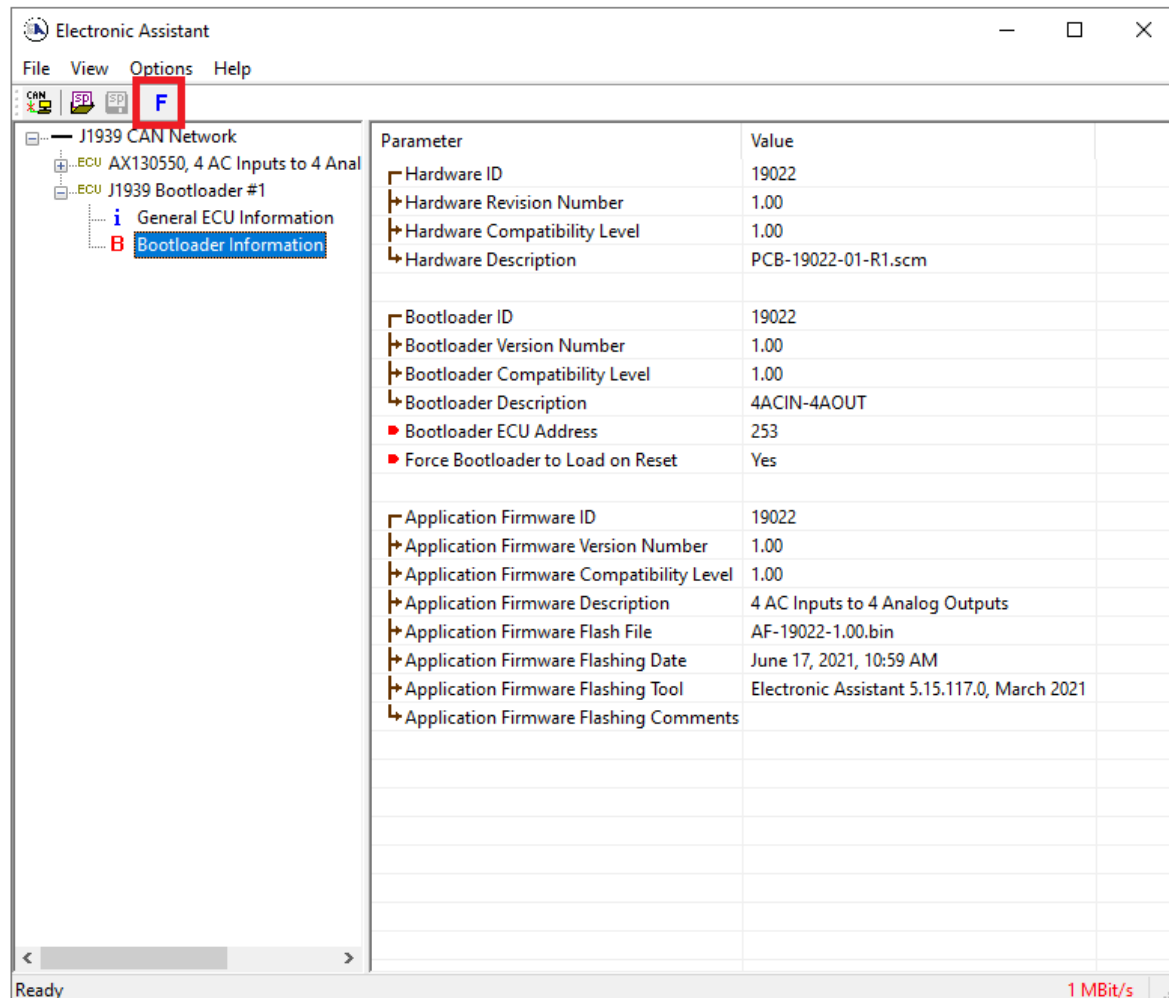 Electronic Assistant
File View Options Help
CAN SP SP F
J1939 CAN Network
ECU AX130550, 4 AC Inputs to 4 Anal
ECU J1939 Bootloader #1
i General ECU Information
B Bootloader Information
Parameter Value
Hardware ID 19022
Hardware Revision Number 1.00
Hardware Compatibility Level 1.00
Hardware Description PCB-19022-01-R1.scm
Bootloader ID 19022
Bootloader Version Number 1.00
Bootloader Compatibility Level 1.00
Bootloader Description 4ACIN-4AOUT
Bootloader ECU Address 253
Force Bootloader to Load on Reset Yes
Application Firmware ID 19022
Application Firmware Version Number 1.00
Application Firmware Compatibility Level 1.00
Application Firmware Description 4 AC Inputs to 4 Analog Outputs
Application Firmware Flash File AF-19022-1.00.bin
Application Firmware Flashing Date June 17, 2021, 10:59 AM
Application Firmware Flashing Tool Electronic Assistant 5.15.117.0, March 2021
Application Firmware Flashing Comments
Ready 1 MBit/s